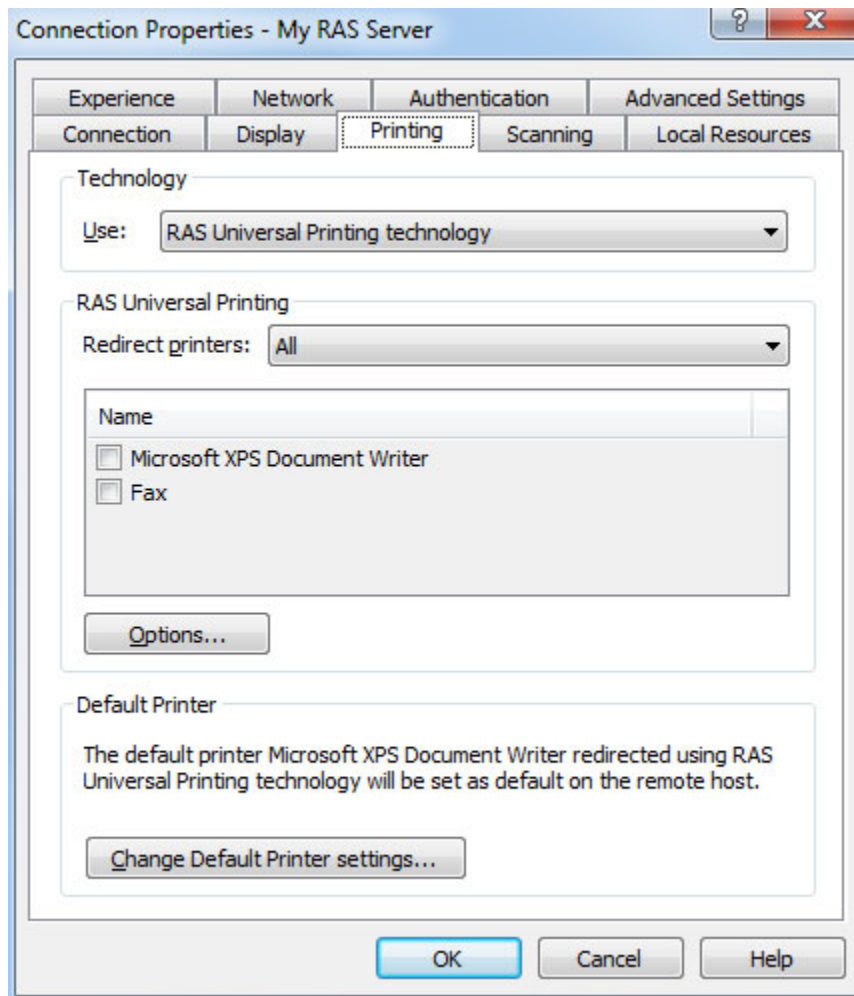 Connection Properties - My RAS Server
Experience Network Authentication Advanced Settings
Connection Display Printing Scanning Local Resources
Technology
Use: RAS Universal Printing technology
RAS Universal Printing
Redirect printers: All
Name
Microsoft XPS Document Writer
Fax
Options...
Default Printer
The default printer Microsoft XPS Document Writer redirected using RAS
Universal Printing technology will be set as default on the remote host.
Change Default Printer settings...
OK Cancel Help